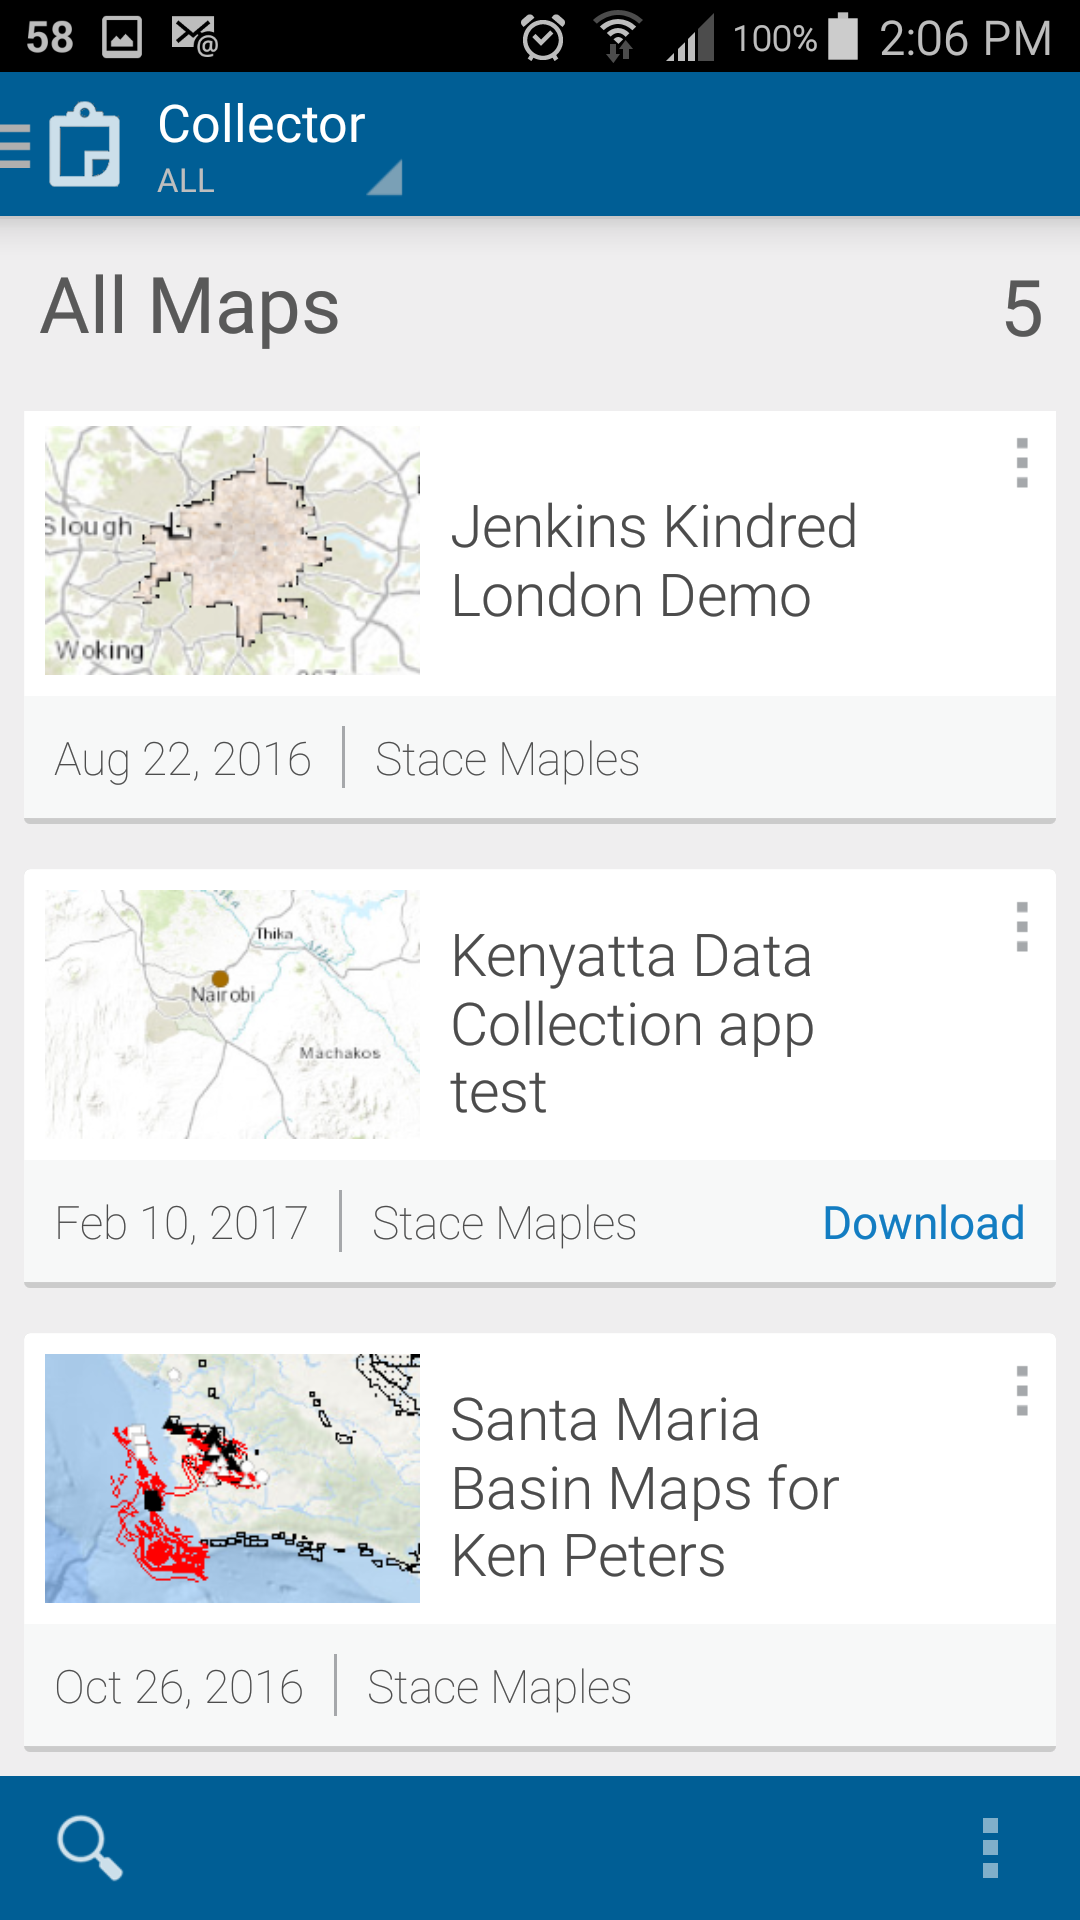 58 @ 100% 2:06 PM
Collector
ALL
All Maps 5
Slough
Woking
Jenkins Kindred
London Demo
Aug 22, 2016 Stace Maples
Thika
Nairobi
Machakos
Kenyatta Data
Collection app
test
Feb 10, 2017 Stace Maples Download
Santa Maria
Basin Maps for
Ken Peters
Oct 26, 2016 Stace Maples